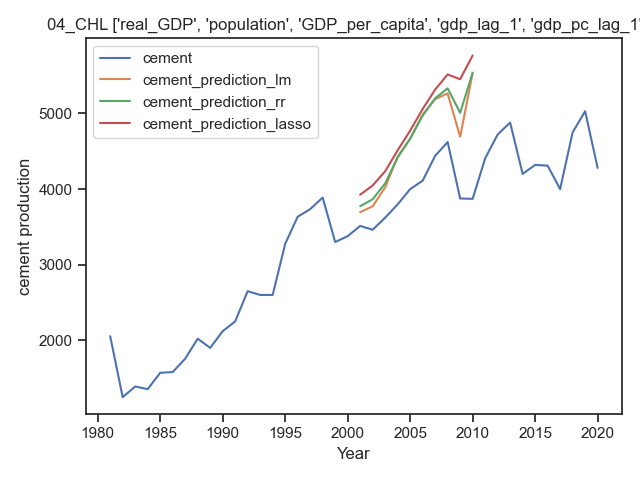 04_CHL ['real_GDP', 'population', 'GDP_per_capita', 'gdp_lag_1', 'gdp_pc_lag_1'
cement
cement_prediction_lm
cement_prediction_rr
cement_prediction_lasso
cement production
5000
4000
3000
2000
1980 1985 1990 1995 2000 2005 2010 2015 2020
Year